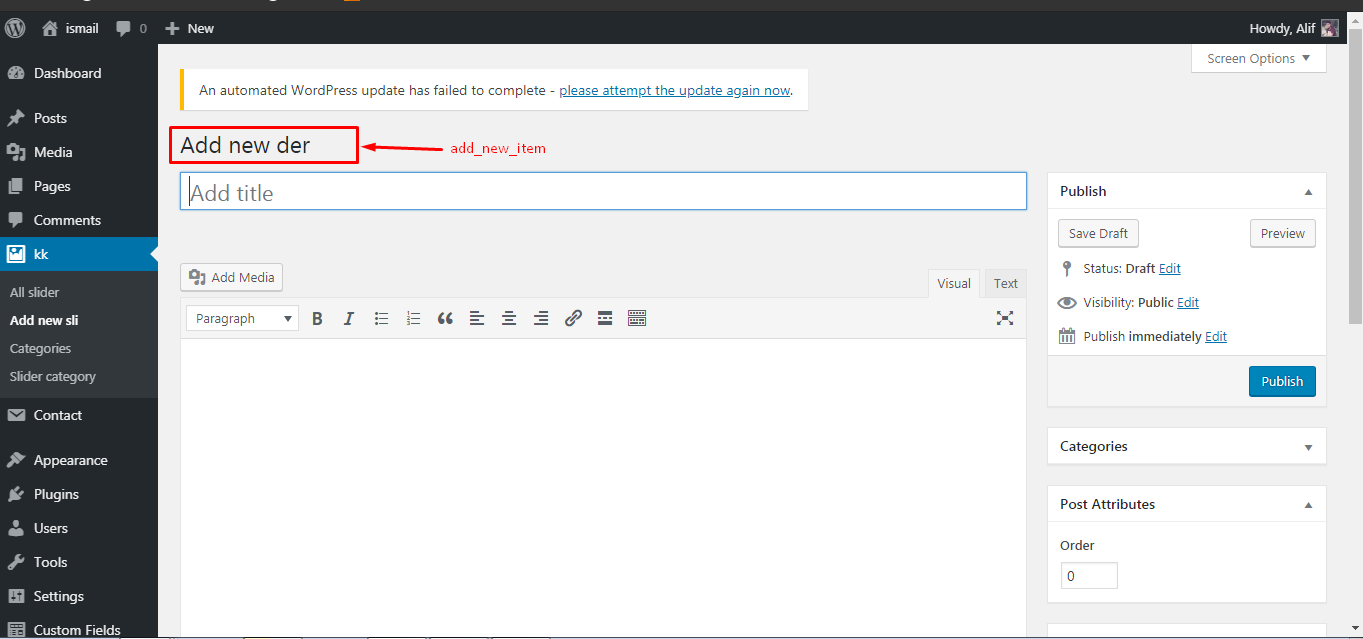 ismail 0 New Howdy, Alif
Screen Options
Dashboard
Posts
Media
Pages
Comments
kk
All slider
Add new sli
Categories
Slider category
Contact
Appearance
Plugins
Users
Tools
Settings
Custom Fields
An automated WordPress update has failed to complete - please attempt the update again now.
Add new der
add_new_item
Add title
Add Media
Visual Text
Paragraph
Publish
Save Draft Preview
Status: Draft Edit
Visibility: Public Edit
Publish immediately Edit
Publish
Categories
Post Attributes
Order
0